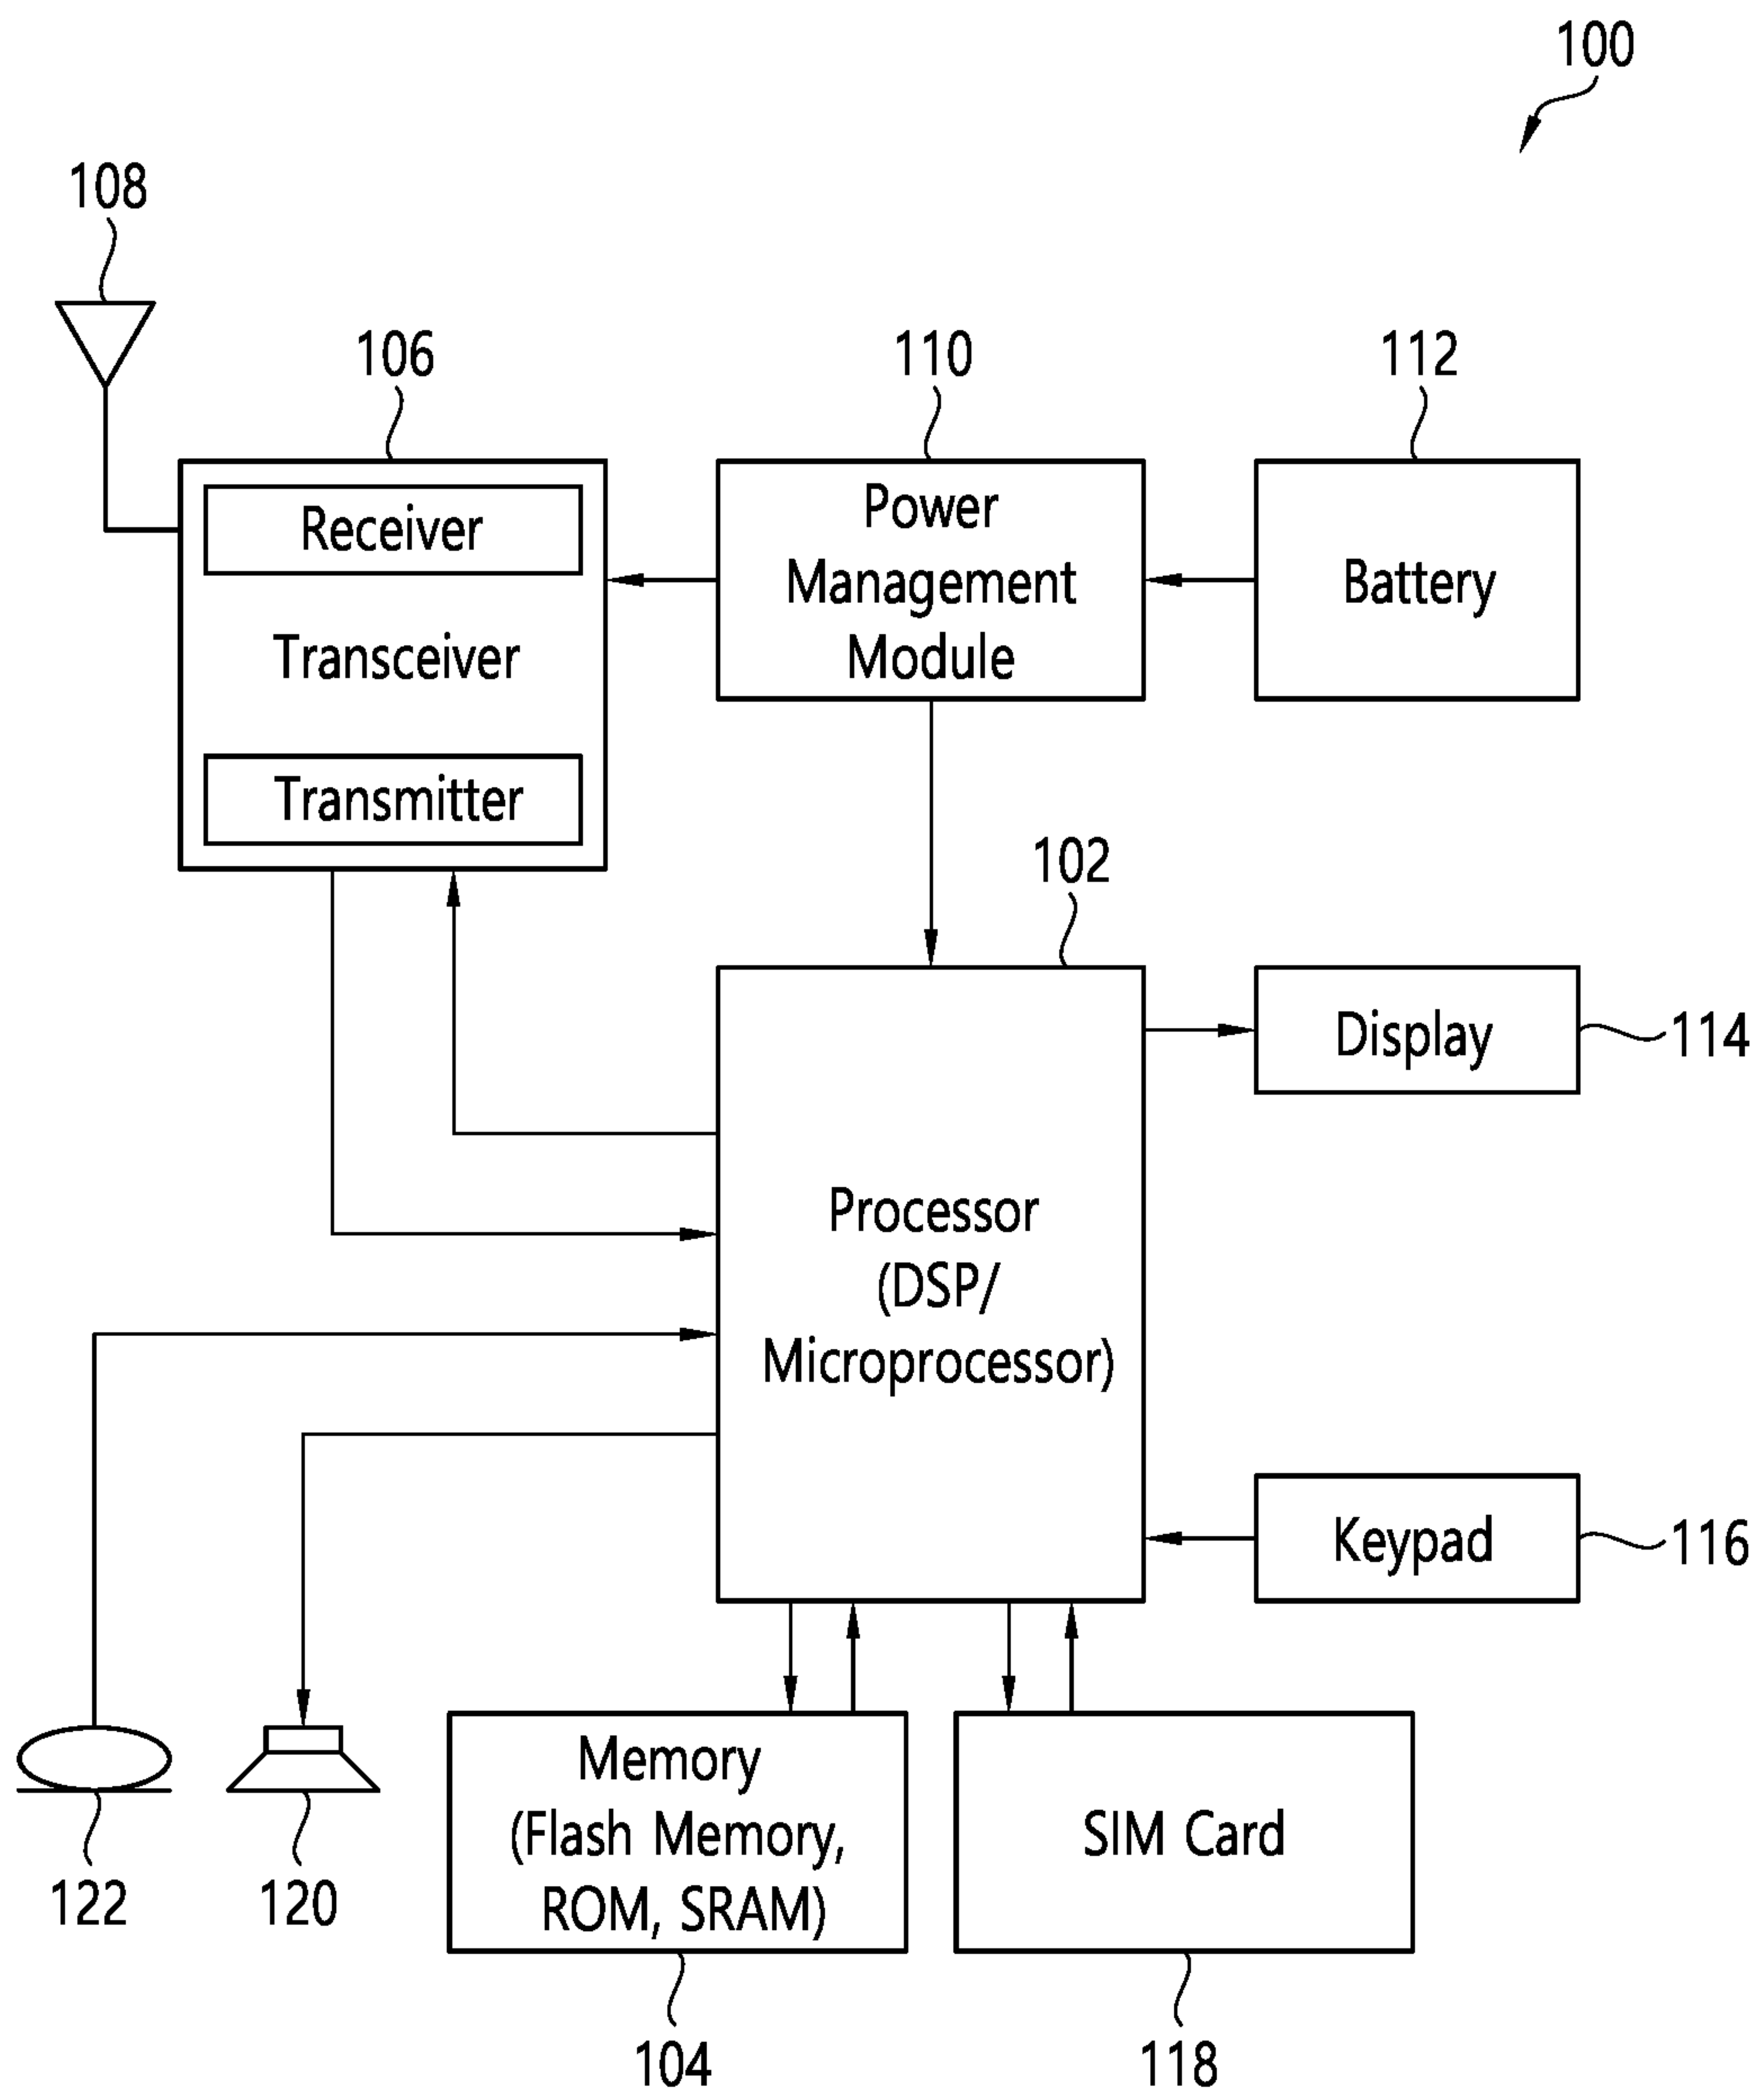 100
108
106
110
112
Receiver
Transceiver
Transmitter
Power
Management
Module
Battery
102
Display
114
Processor
(DSP/
Microprocessor)
Keypad
116
Memory
(Flash Memory,
ROM, SRAM)
SIM Card
122
120
104
118